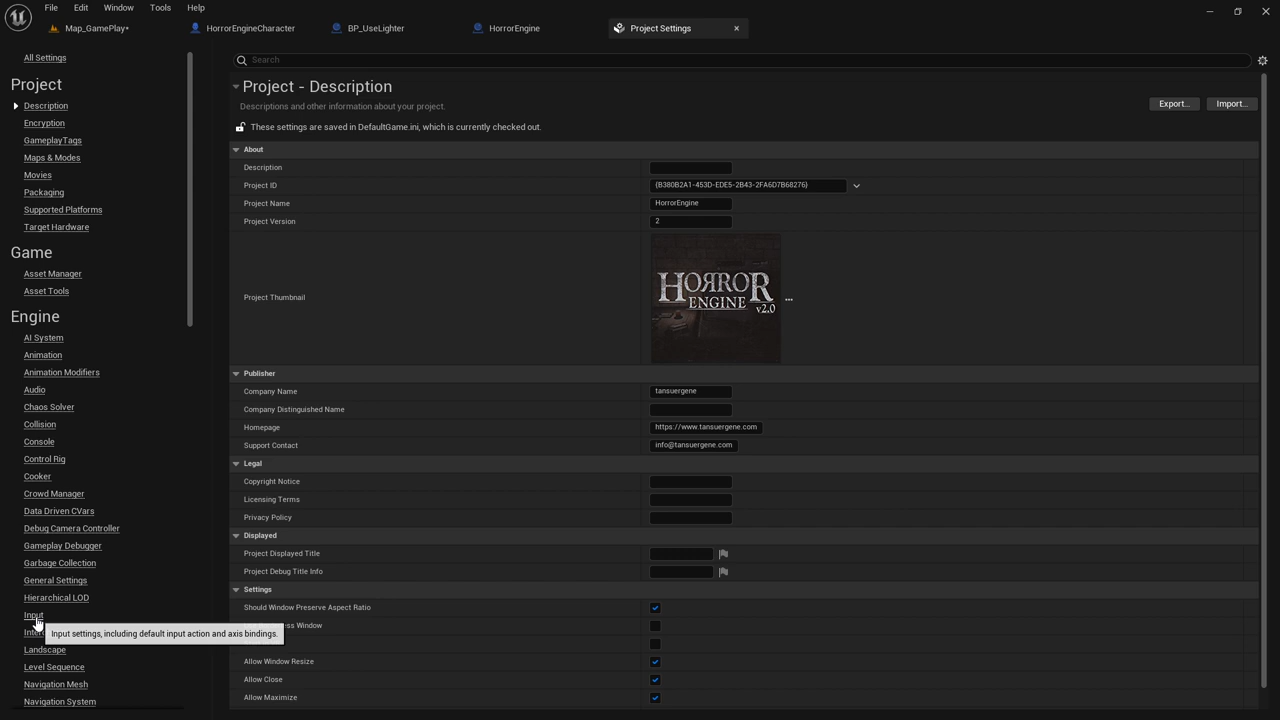 File Edit Window Tools Help
Map_GamePlay* HorrorEngineCharacter BP_UseLighter HorrorEngine Project Settings
All Settings
Project
Description
Encryption
GameplayTags
Maps & Modes
Movies
Packaging
Supported Platforms
Target Hardware
Game
Asset Manager
Asset Tools
Engine
AI System
Animation
Animation Modifiers
Audio
Chaos Solver
Collision
Console
Control Rig
Cooker
Crowd Manager
Data Driven CVars
Debug Camera Controller
Gameplay Debugger
Garbage Collection
General Settings
Hierarchical LOD
Input
Input settings, including default input action and axis bindings.
Landscape
Level Sequence
Navigation Mesh
Navigation System
Search
Project - Description
Descriptions and other information about your project.
Export... Import...
These settings are saved in DefaultGame.ini, which is currently checked out.
About
Description
Project ID {B380B2A1-453D-EDE5-2B43-2FA6D7B68276}
Project Name HorrorEngine
Project Version 2
Project Thumbnail
HORROR
ENGINE
v2.0
Publisher
Company Name tansuergene
Company Distinguished Name
Homepage https://www.tansuergene.com
Support Contact info@tansuergene.com
Legal
Copyright Notice
Licensing Terms
Privacy Policy
Displayed
Project Displayed Title
Project Debug Title Info
Settings
Should Window Preserve Aspect Ratio
Window
Allow Window Resize
Allow Close
Allow Maximize